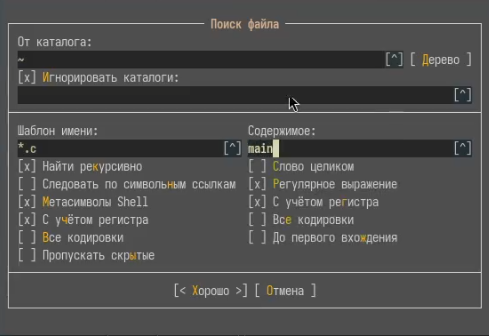 Поиск файла
От каталога:
~ [^] [ Дерево ]
[x] Игнорировать каталоги:
[^]
Шаблон имени: Содержимое:
*.c [^] main [^]
[x] Найти рекурсивно [ ] Слово целиком
[ ] Следовать по символьным ссылкам [x] Регулярное выражение
[x] Метасимволы Shell [x] С учётом регистра
[x] С учётом регистра [ ] Все кодировки
[ ] Все кодировки [ ] До первого вхождения
[ ] Пропускать скрытые
[< Хорошо >] [ Отмена ]